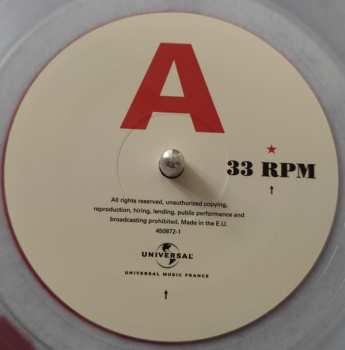 A
33 RPM
All rights reserved, unauthorized copying,
reproduction, hiring, lending, public performance and
broadcasting prohibited. Made in the E.U.
450872-1
UNIVERSAL
UNIVERSAL MUSIC FRANCE